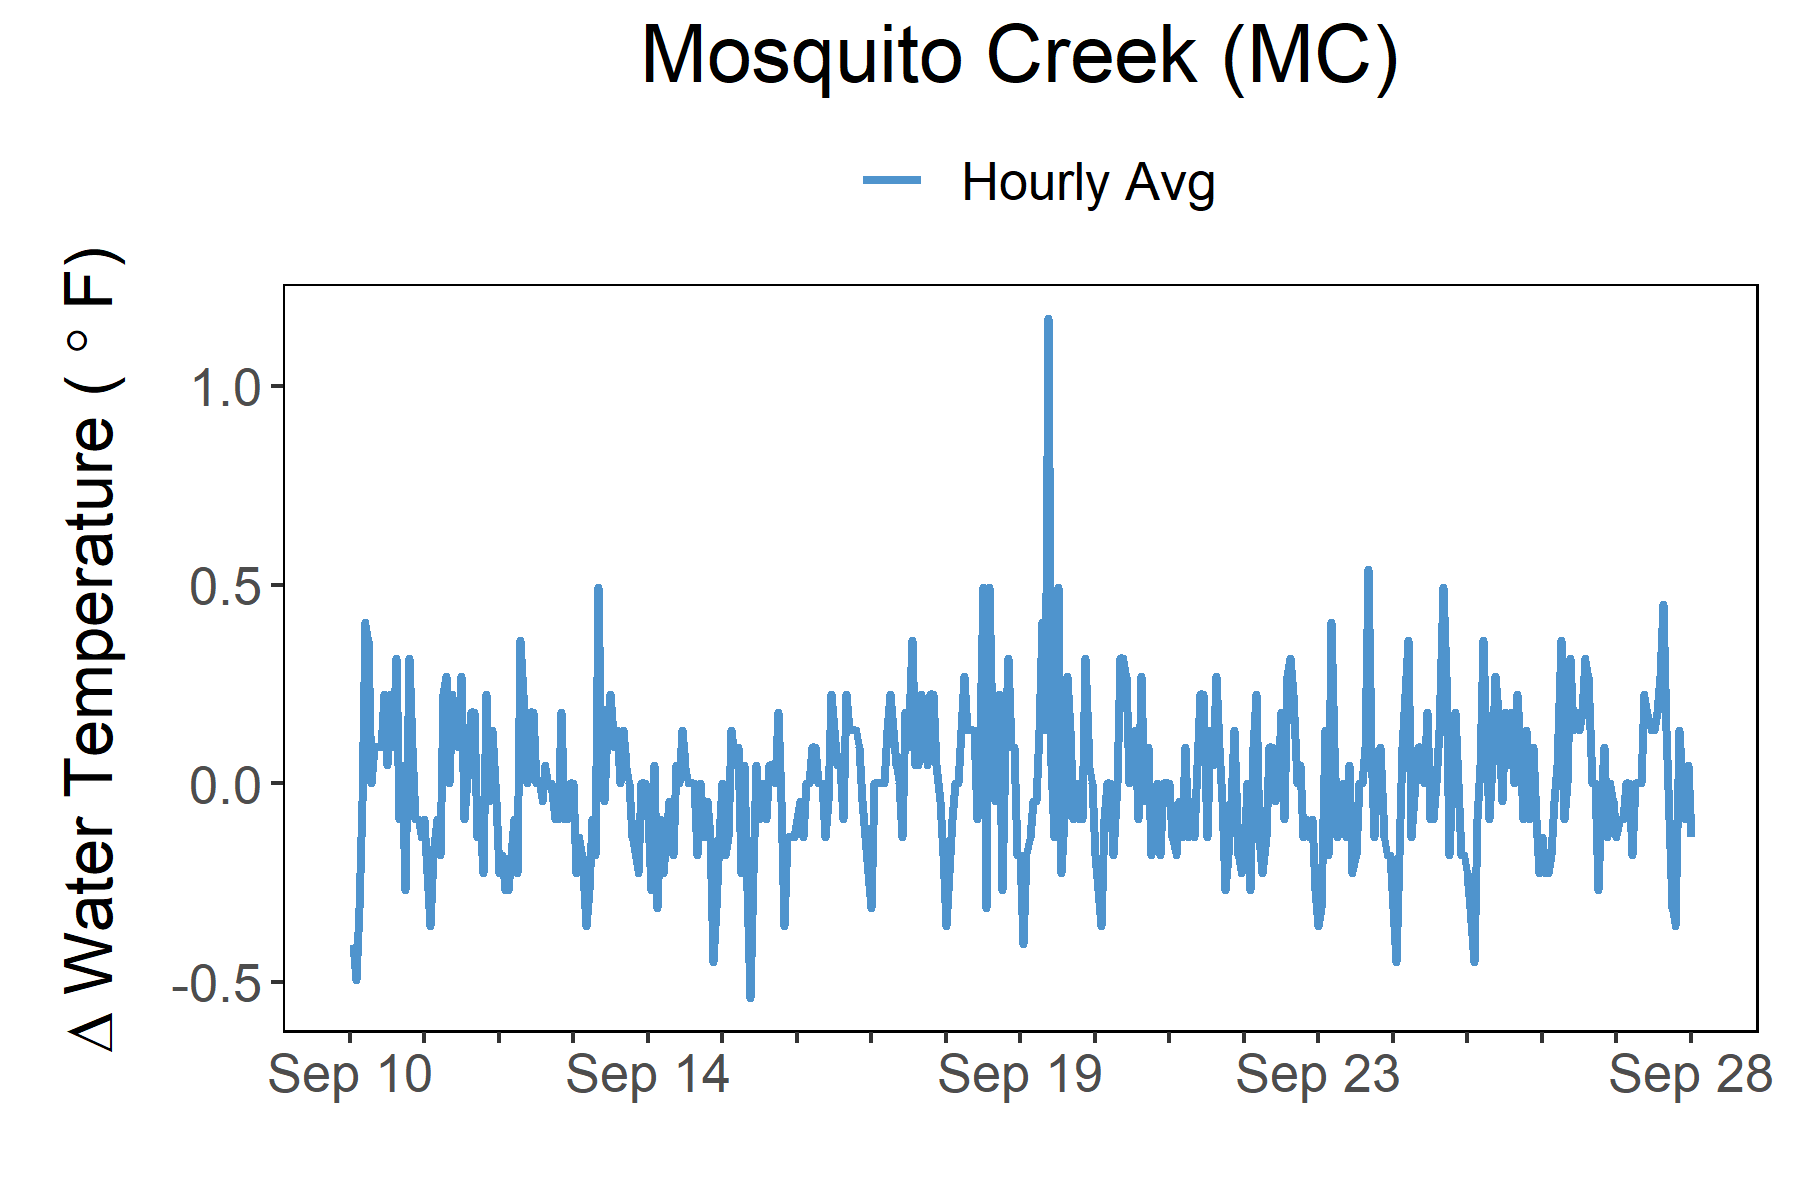 Mosquito Creek (MC)
Hourly Avg
Δ Water Temperature ( ° F)
1.0
0.5
0.0
-0.5
Sep 10 Sep 14 Sep 19 Sep 23 Sep 28